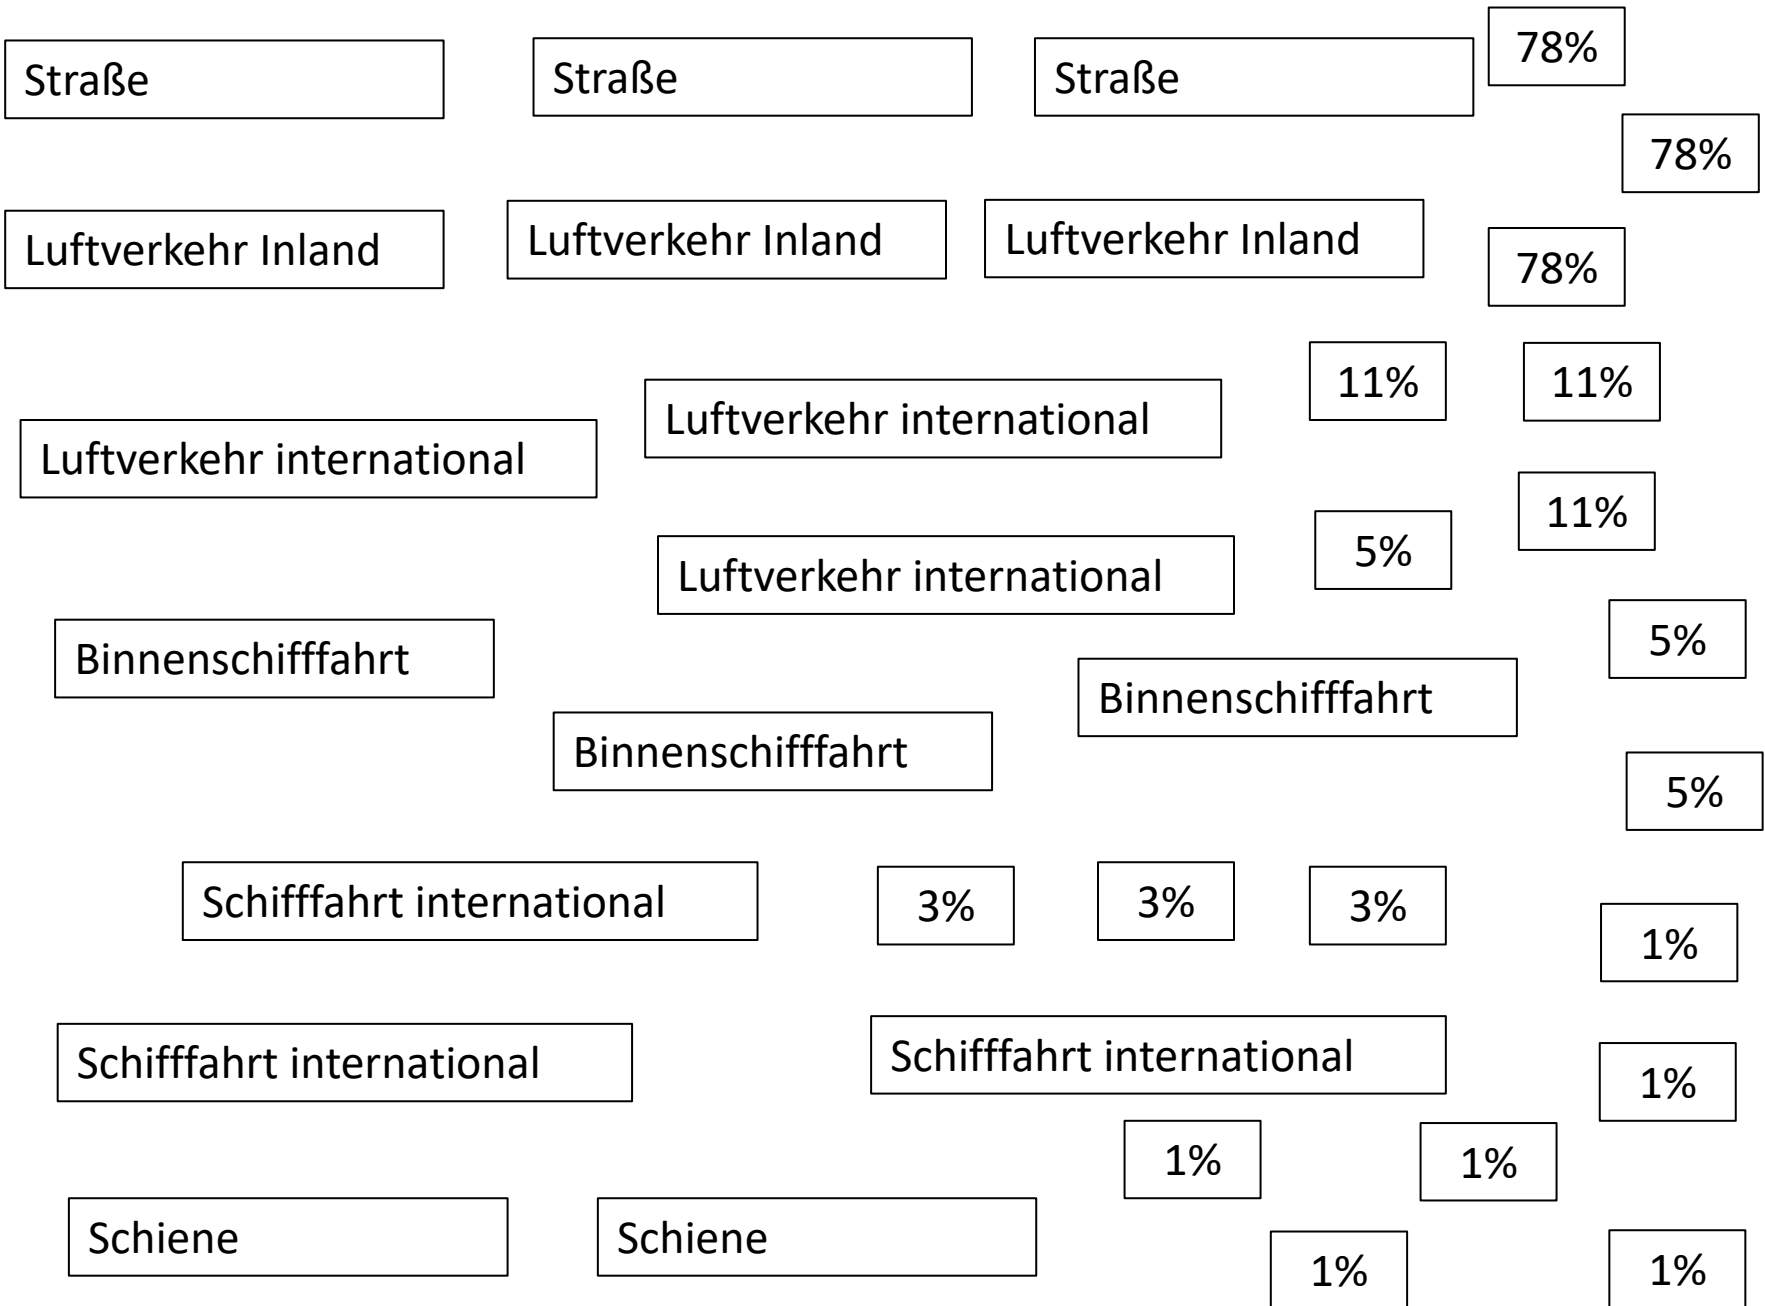 Straße
Straße
Straße
78%
78%
Luftverkehr Inland
Luftverkehr Inland
Luftverkehr Inland
78%
11%
11%
Luftverkehr international
Luftverkehr international
11%
5%
Luftverkehr international
5%
Binnenschifffahrt
Binnenschifffahrt
Binnenschifffahrt
5%
Schifffahrt international
3%
3%
3%
1%
Schifffahrt international
Schifffahrt international
1%
1%
1%
Schiene
Schiene
1%
1%